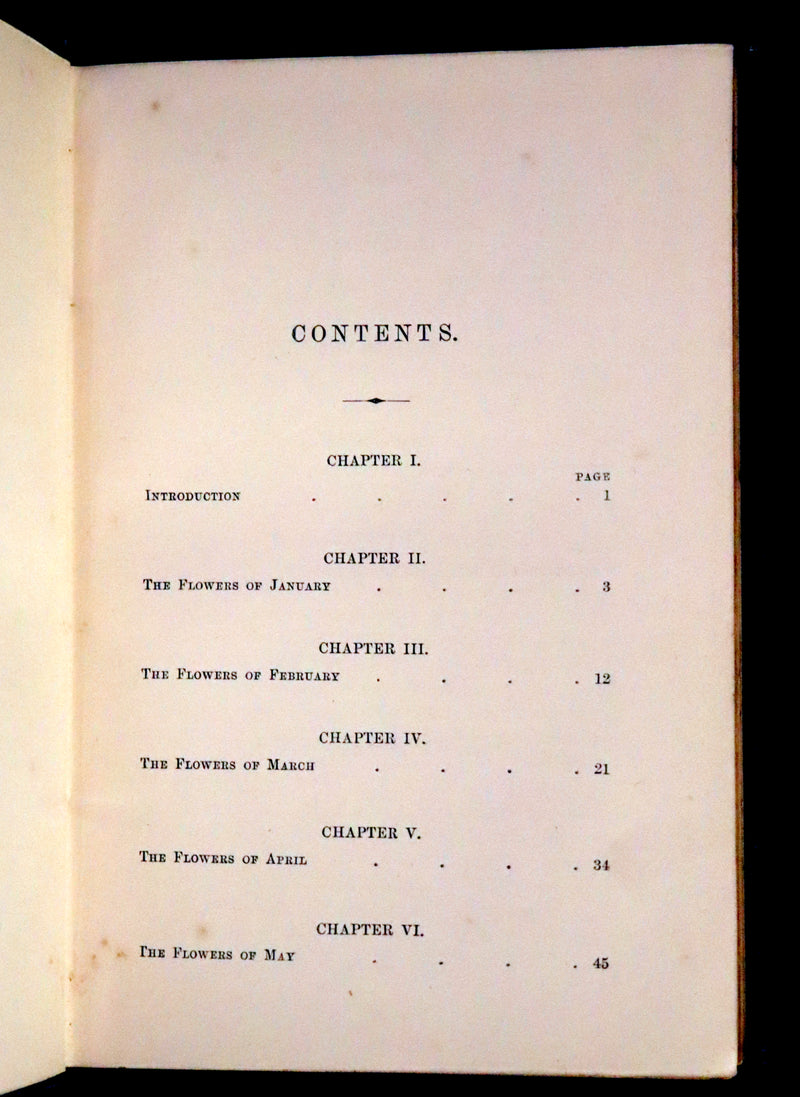 CONTENTS.
CHAPTER I.
PAGE
INTRODUCTION . . . . . 1
CHAPTER II.
THE FLOWERS OF JANUARY . . . . 3
CHAPTER III.
THE FLOWERS OF FEBRUARY . . . . 12
CHAPTER IV.
THE FLOWERS OF MARCH . . . . 21
CHAPTER V.
THE FLOWERS OF APRIL . . . . 34
CHAPTER VI.
THE FLOWERS OF MAY . . . . 45